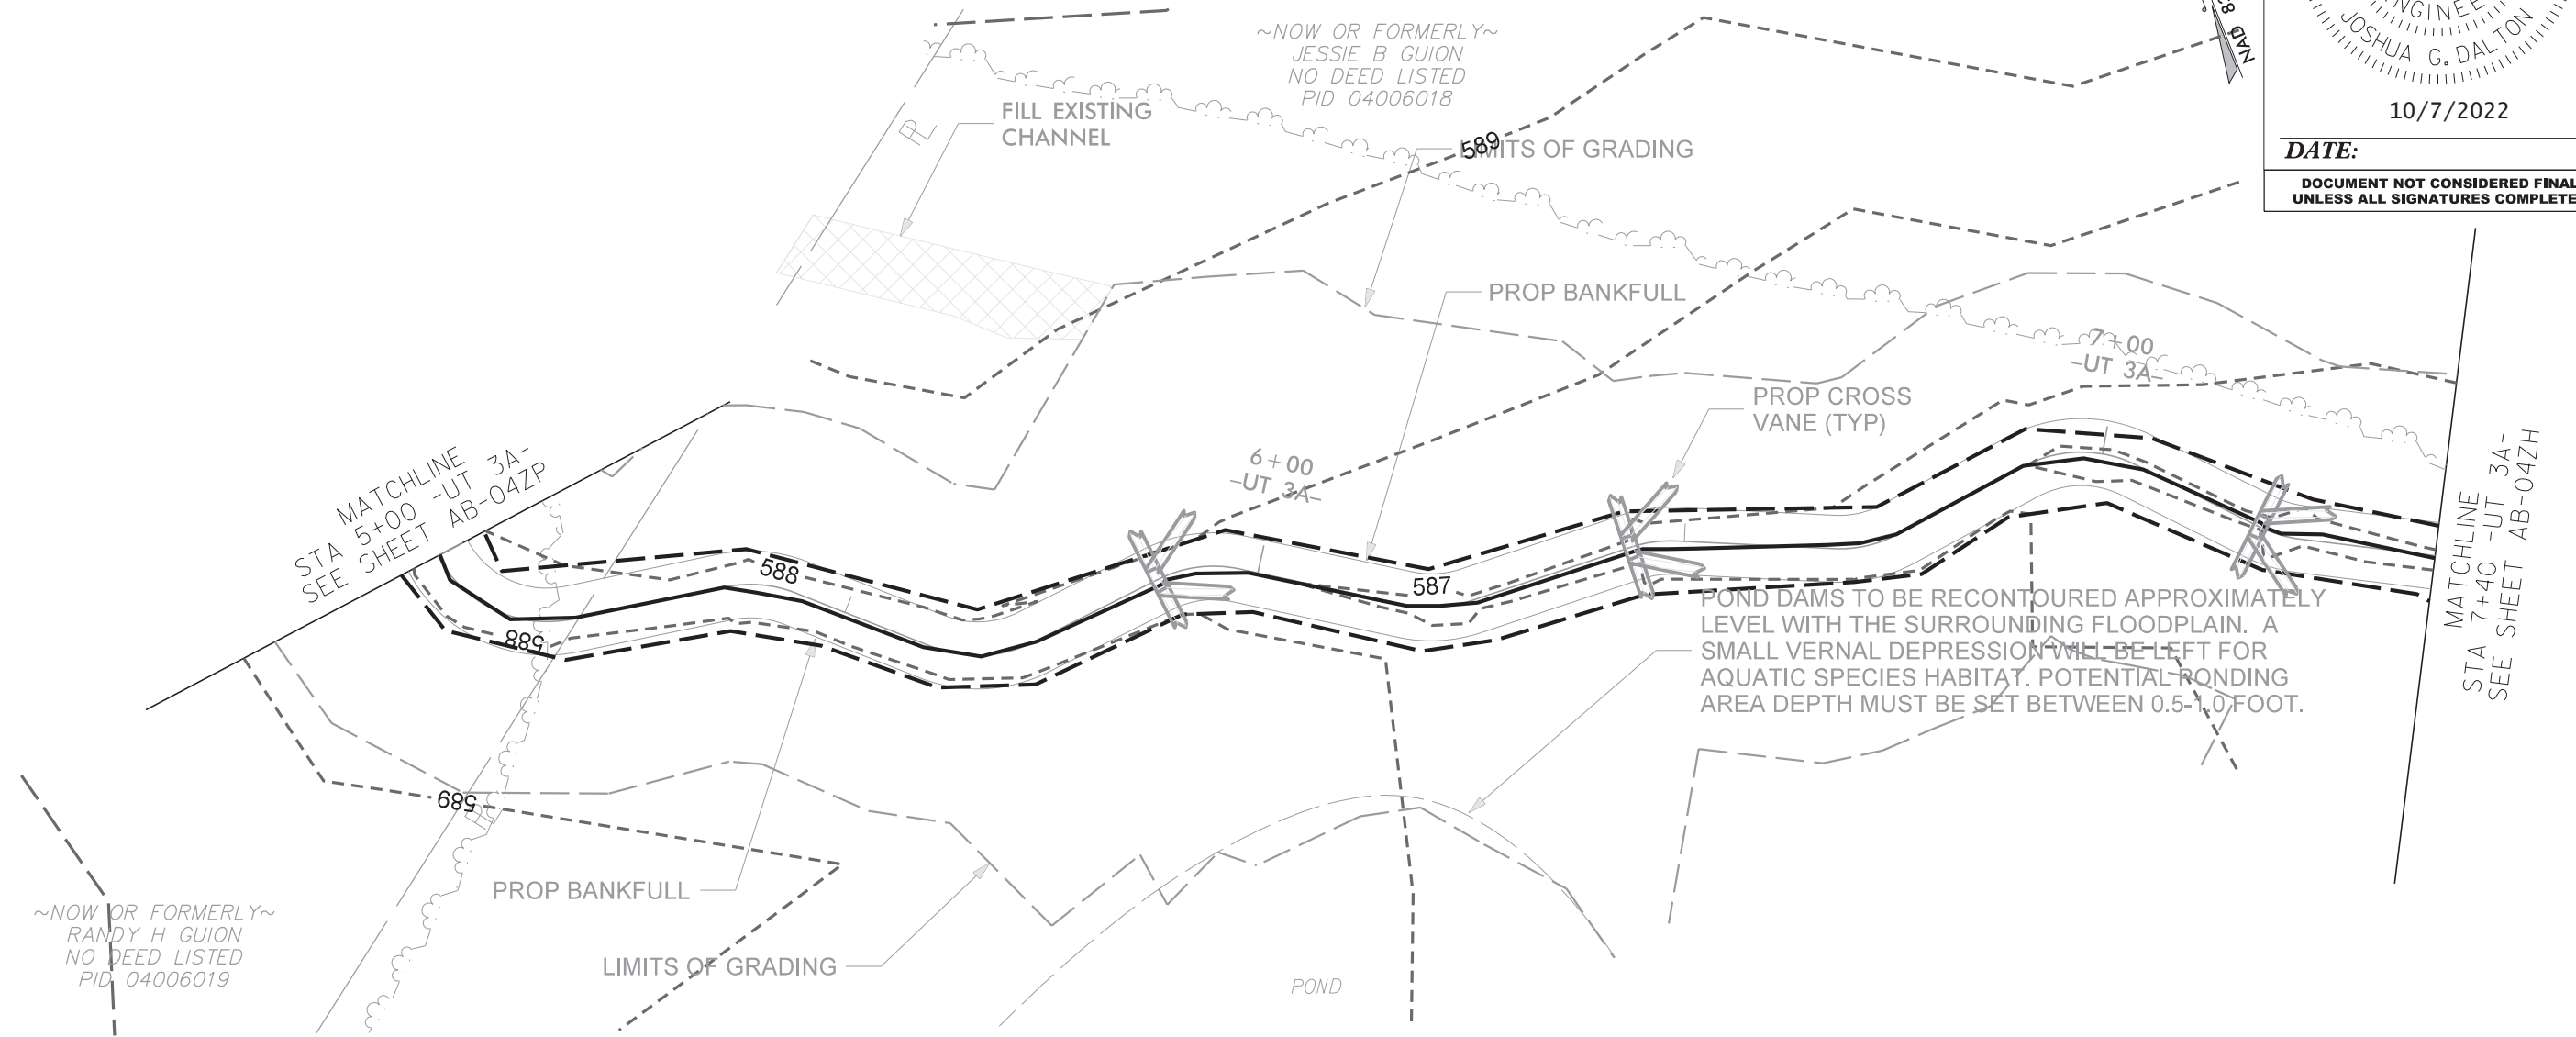 ~NOW OR FORMERLY~
JESSIE B GUION
NO DEED LISTED
PID 04006018
NAD 83
JOSHUA G. DALTON
10/7/2022
DATE:
DOCUMENT NOT CONSIDERED FINAL
UNLESS ALL SIGNATURES COMPLETE
FILL EXISTING
CHANNEL
PL
589
LIMITS OF GRADING
PROP BANKFULL
7+00
-UT 3A-
PROP CROSS
VANE (TYP)
6+00
-UT 3A-
MATCHLINE
STA 5+00 -UT 3A-
SEE SHEET AB-04ZP
588
588
587
POND DAMS TO BE RECONTOURED APPROXIMATELY
LEVEL WITH THE SURROUNDING FLOODPLAIN. A
SMALL VERNAL DEPRESSION WILL BE LEFT FOR
AQUATIC SPECIES HABITAT. POTENTIAL PONDING
AREA DEPTH MUST BE SET BETWEEN 0.5-1.0 FOOT.
MATCHLINE
STA 7+40 -UT 3A-
SEE SHEET AB-04ZH
589
PL
PROP BANKFULL
~NOW OR FORMERLY~
RANDY H GUION
NO DEED LISTED
PID 04006019
LIMITS OF GRADING
POND